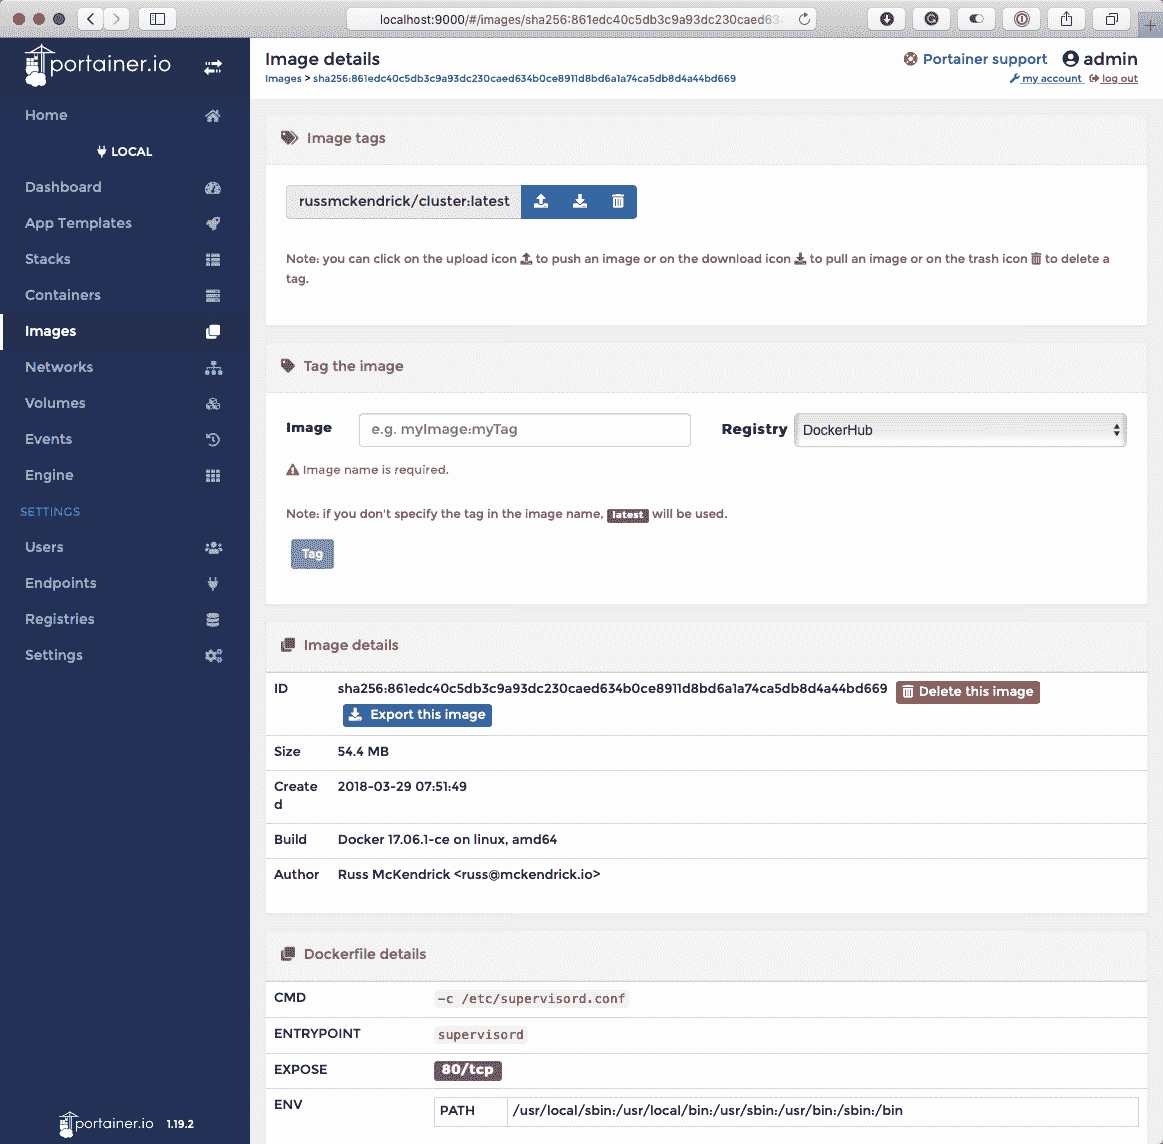 localhost:9000/#/images/sha256:861edc40c5db3c9a93dc230caed634
portainer.io
Home
LOCAL
Dashboard
App Templates
Stacks
Containers
Images
Networks
Volumes
Events
Engine
SETTINGS
Users
Endpoints
Registries
Settings
portainer.io 1.19.2
Image details
Portainer support admin
Images > sha256:861edc40c5db3c9a93dc230caed634b0ce8911d8bd6a1a74ca5db8d4a44bd669
my account log out
Image tags
russmckendrick/cluster:latest
Note: you can click on the upload icon to push an image or on the download icon to pull an image or on the trash icon to delete a
tag.
Tag the image
Image e.g. myImage:myTag Registry DockerHub
Image name is required.
Note: if you don't specify the tag in the image name, latest will be used.
Tag
Image details
ID sha256:861edc40c5db3c9a93dc230caed634b0ce8911d8bd6a1a74ca5db8d4a44bd669 Delete this image
Export this image
Size 54.4 MB
Create 2018-03-29 07:51:49
d
Build Docker 17.06.1-ce on linux, amd64
Author Russ McKendrick <russ@mckendrick.io>
Dockerfile details
CMD -c /etc/supervisord.conf
ENTRYPOINT supervisord
EXPOSE 80/tcp
ENV PATH /usr/local/sbin:/usr/local/bin:/usr/sbin:/usr/bin:/sbin:/bin